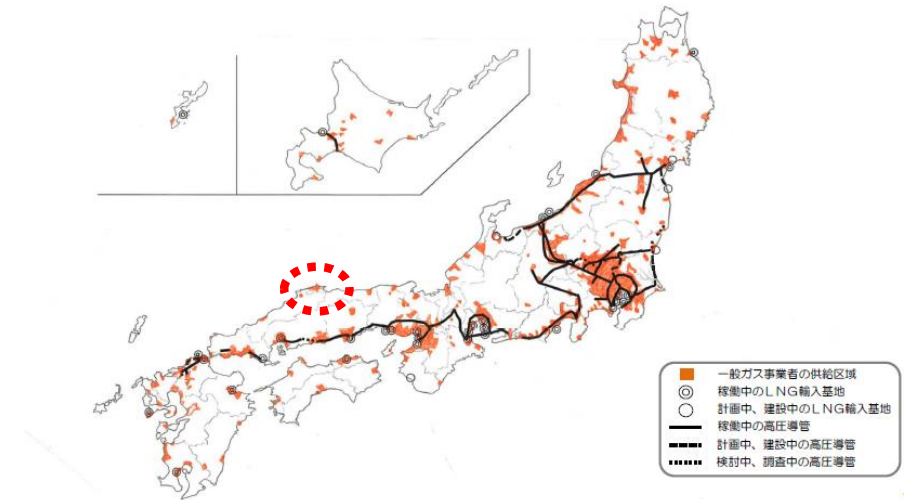 一般ガス事業者の供給区域
稼働中のLNG輸入基地
計画中、建設中のLNG輸入基地
稼働中の高圧導管
計画中、建設中の高圧導管
検討中、調査中の高圧導管